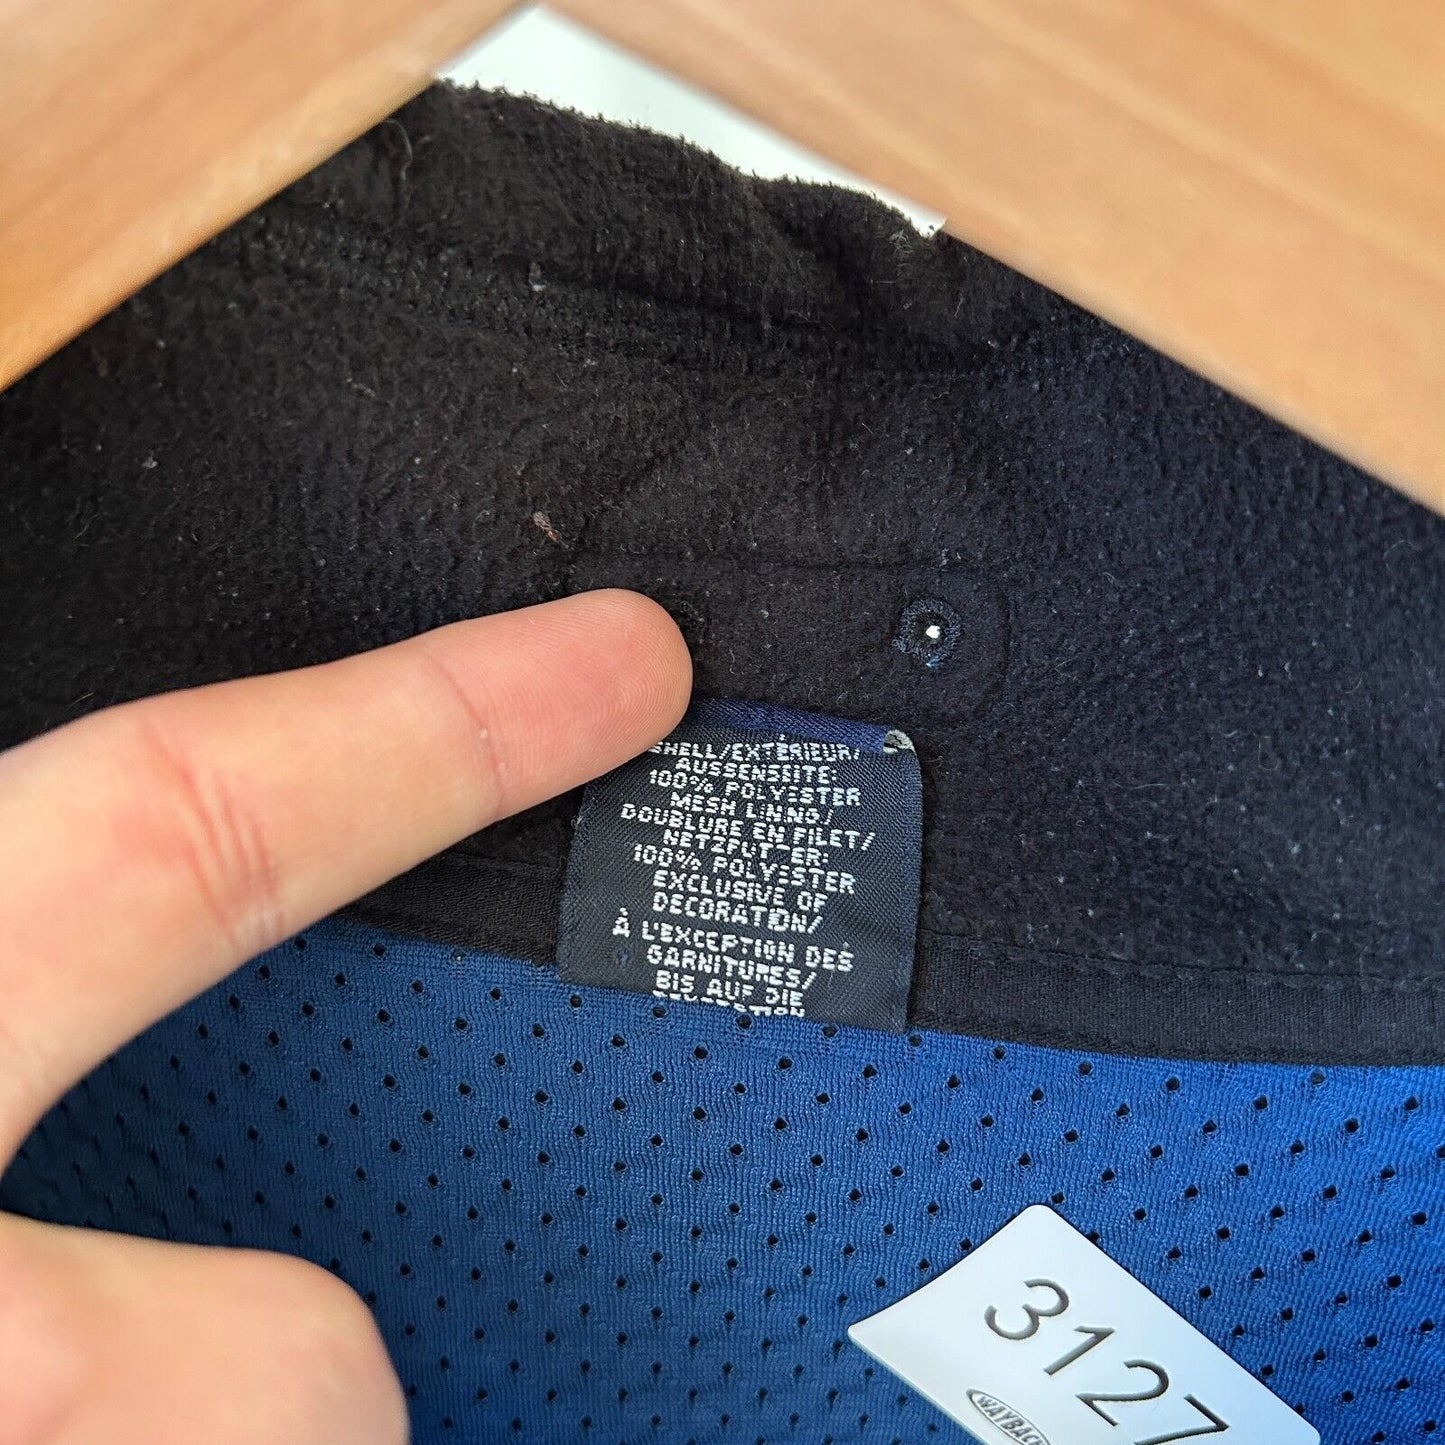 SHELL/EXTÉRIEUR/
AUSSENSEITE:
100% POLYESTER
MESH LINING/
DOUBLURE EN FILET/
NETZFUTTER:
100% POLYESTER
EXCLUSIVE OF
DECORATION/
À L'EXCEPTION DES
GARNITURES/
BIS AUF DIE
3127
WAYBACK